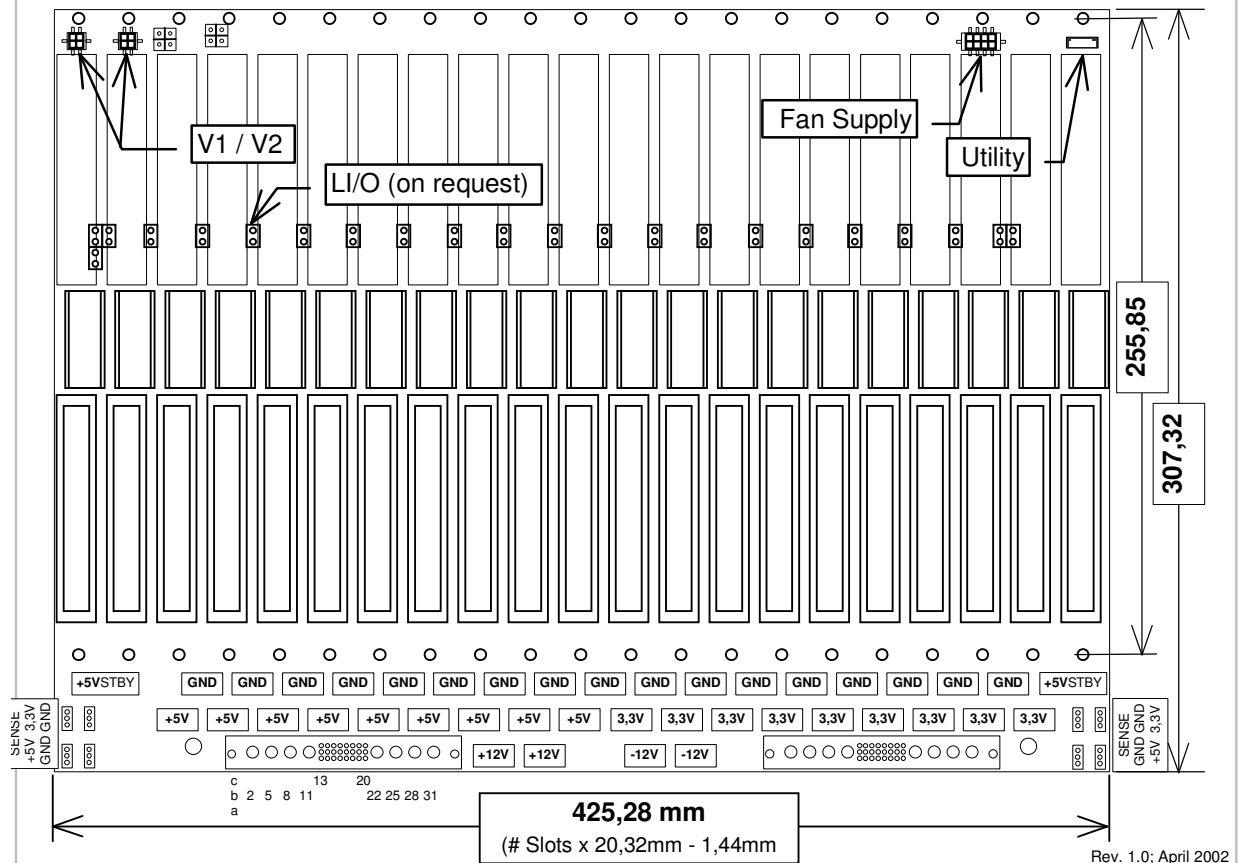 V1 / V2
Fan Supply
Utility
LI/O (on request)
255,85
307,32
+5VSTBY GND GND GND GND GND GND GND GND GND GND GND GND GND GND GND GND GND +5VSTBY
SENSE
+5V 3,3V
GND GND
+5V +5V +5V +5V +5V +5V +5V +5V +5V 3,3V 3,3V 3,3V 3,3V 3,3V 3,3V 3,3V 3,3V 3,3V
SENSE
GND GND
+5V 3,3V
+12V +12V -12V -12V
c 13 20
b 2 5 8 11 22 25 28 31
a
425,28 mm
(# Slots x 20,32mm - 1,44mm
Rev. 1.0; April 2002